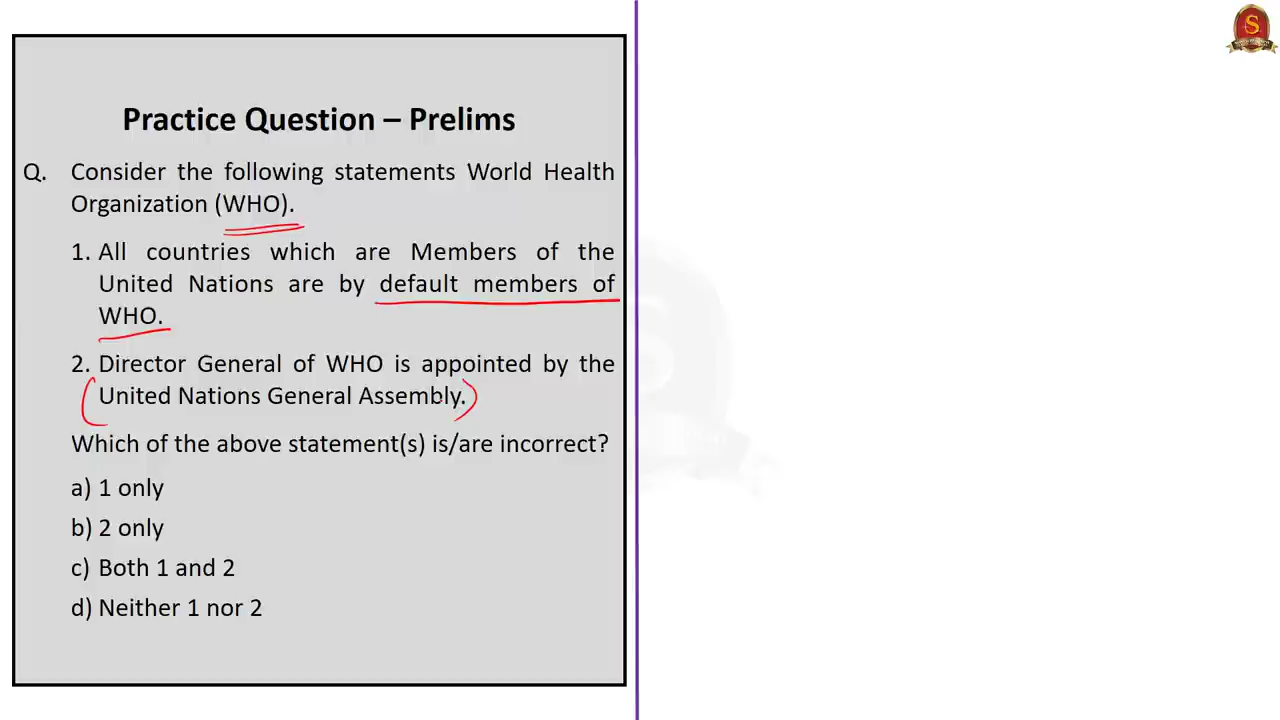 Practice Question – Prelims
Q. Consider the following statements World Health
Organization (WHO).
1. All countries which are Members of the
United Nations are by default members of
WHO.
2. Director General of WHO is appointed by the
United Nations General Assembly.
Which of the above statement(s) is/are incorrect?
a) 1 only
b) 2 only
c) Both 1 and 2
d) Neither 1 nor 2
S